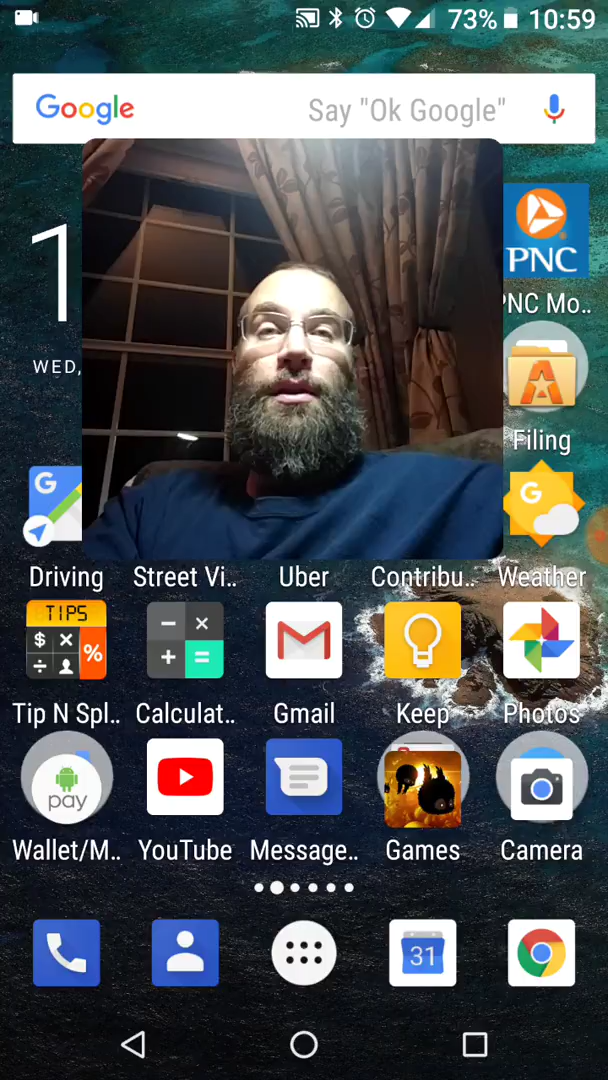 73% 10:59
Google Say "Ok Google"
1
PNC
PNC Mo..
WED,
Filing
G G
Driving Street Vi.. Uber Contribu.. Weather
TIPS
$ × ÷ %
− × + =
Tip N Spl.. Calculat.. Gmail Keep Photos
pay
Wallet/M.. YouTube Message.. Games Camera
31